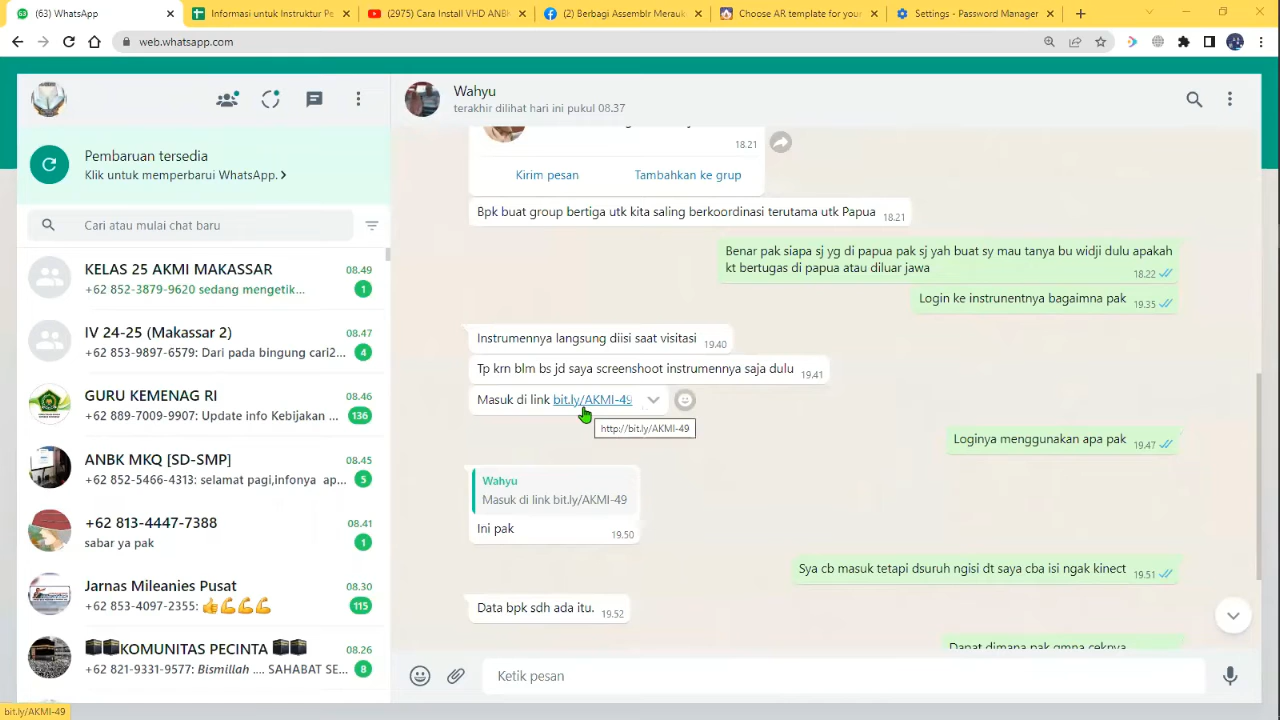 (63) WhatsApp
Informasi untuk Instruktur Pe
(2975) Cara Install VHD ANBK
(2) Berbagi Assemblr Merauk
Choose AR template for your
Settings - Password Manager
web.whatsapp.com
Wahyu
terakhir dilihat hari ini pukul 08.37
Pembaruan tersedia
Klik untuk memperbarui WhatsApp.
Cari atau mulai chat baru
KELAS 25 AKMI MAKASSAR 08.49
+62 852-3879-9620 sedang mengetik... 1
IV 24-25 (Makassar 2) 08.47
+62 853-9897-6579: Dari pada bingung cari2... 4
GURU KEMENAG RI 08.46
+62 889-7009-9907: Update info Kebijakan ... 136
ANBK MKQ [SD-SMP] 08.45
+62 852-5466-4313: selamat pagi,infonya ap... 5
+62 813-4447-7388 08.41
sabar ya pak 1
Jarnas Mileanies Pusat 08.30
+62 853-4097-2355: 👍💪💪💪 115
🕋🕋KOMUNITAS PECINTA 🕋🕋 08.26
+62 821-9331-9577: Bismillah .... SAHABAT SE... 8
18.21
Kirim pesan
Tambahkan ke grup
Bpk buat group bertiga utk kita saling berkoordinasi terutama utk Papua 18.21
Benar pak siapa sj yg di papua pak sj yah buat sy mau tanya bu widji dulu apakah
kt bertugas di papua atau diluar jawa 18.22
Login ke instrunentnya bagaimna pak 19.35
Instrumennya langsung diisi saat visitasi 19.40
Tp krn blm bs jd saya screenshoot instrumennya saja dulu 19.41
Masuk di link bit.ly/AKMI-49
http://bit.ly/AKMI-49
Loginya menggunakan apa pak 19.47
Wahyu
Masuk di link bit.ly/AKMI-49
Ini pak 19.50
Sya cb masuk tetapi dsuruh ngisi dt saya cba isi ngak kinect 19.51
Data bpk sdh ada itu. 19.52
Dapat dimana pak gmna ceknya
Ketik pesan
bit.ly/AKMI-49